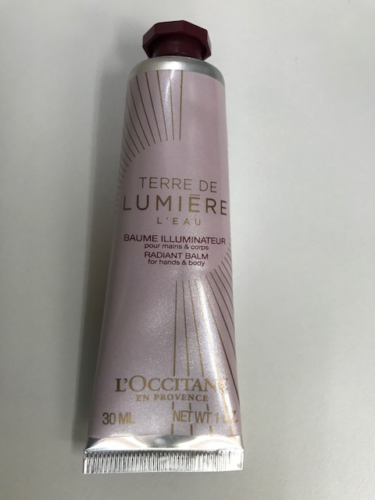 TERRE DE
LUMIÈRE
L'EAU
BAUME ILLUMINATEUR
pour mains & corps
RADIANT BALM
for hands & body
L'OCCITANE
EN PROVENCE
30 ML NET WT 1 OZ.